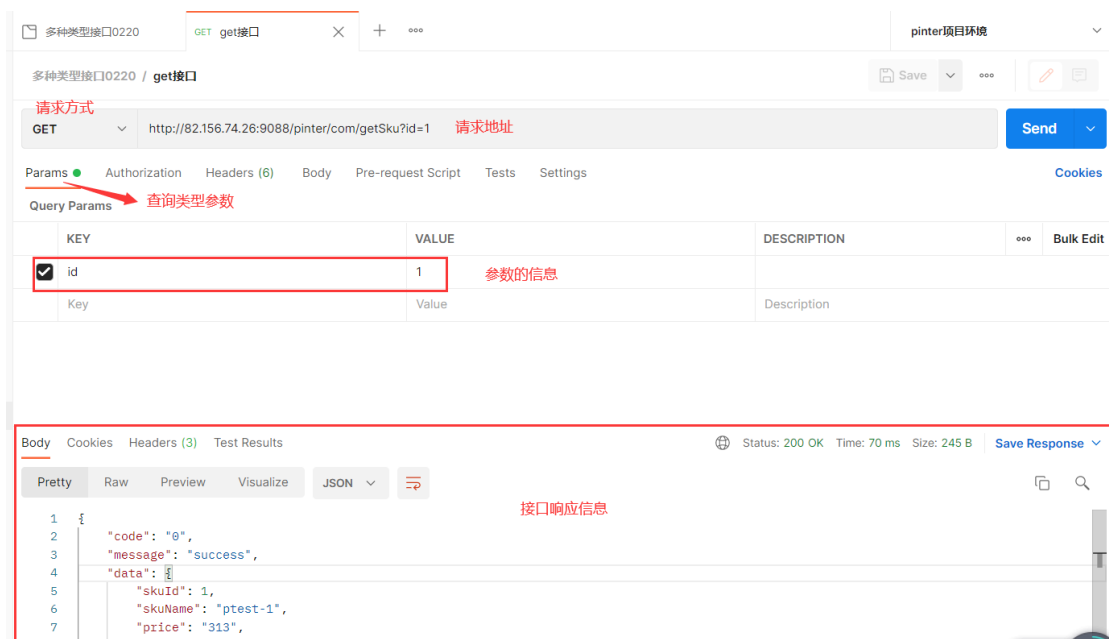 多种类型接口0220 GET get接口 pinter项目环境
多种类型接口0220 / get接口 Save
请求方式
GET http://82.156.74.26:9088/pinter/com/getSku?id=1 请求地址 Send
Params Authorization Headers (6) Body Pre-request Script Tests Settings Cookies
查询类型参数
Query Params
KEY VALUE DESCRIPTION Bulk Edit
id 1 参数的信息
Key Value Description
Body Cookies Headers (3) Test Results Status: 200 OK Time: 70 ms Size: 245 B Save Response
Pretty Raw Preview Visualize JSON
接口响应信息
1 {
2 "code": "0",
3 "message": "success",
4 "data": {
5 "skuId": 1,
6 "skuName": "ptest-1",
7 "price": "313",